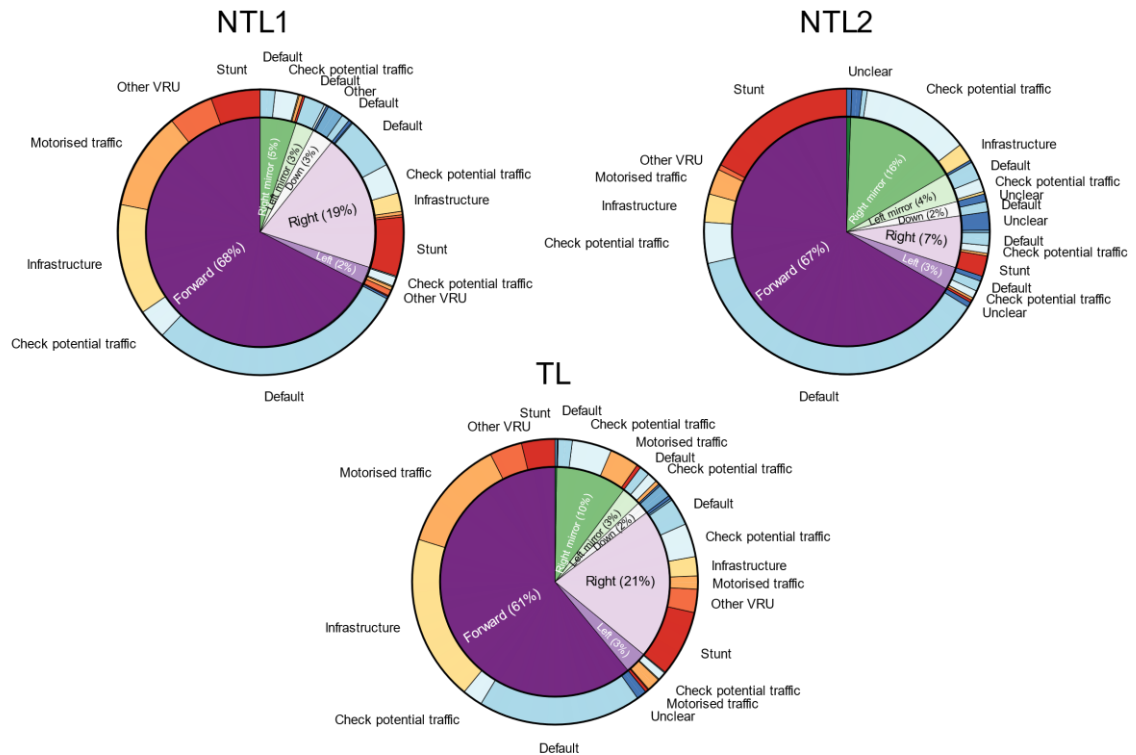 NTL1
Default
Check potential traffic
Default
Other
Default
Default
Stunt
Other VRU
Motorised traffic
Infrastructure
Check potential traffic
Default
Check potential traffic
Infrastructure
Stunt
Check potential traffic
Other VRU
Right mirror (5%)
Left mirror (3%)
Down (3%)
Right (19%)
Left (2%)
Forward (68%)
NTL2
Unclear
Check potential traffic
Stunt
Infrastructure
Default
Check potential traffic
Unclear
Default
Unclear
Default
Check potential traffic
Stunt
Default
Check potential traffic
Unclear
Other VRU
Motorised traffic
Infrastructure
Check potential traffic
Default
Right mirror (16%)
Left mirror (4%)
Down (2%)
Right (7%)
Left (3%)
Forward (67%)
TL
Stunt
Default
Other VRU
Check potential traffic
Motorised traffic
Default
Check potential traffic
Default
Check potential traffic
Infrastructure
Motorised traffic
Other VRU
Stunt
Check potential traffic
Motorised traffic
Unclear
Motorised traffic
Infrastructure
Check potential traffic
Default
Right mirror (10%)
Left mirror (3%)
Down (2%)
Right (21%)
Left (3%)
Forward (61%)